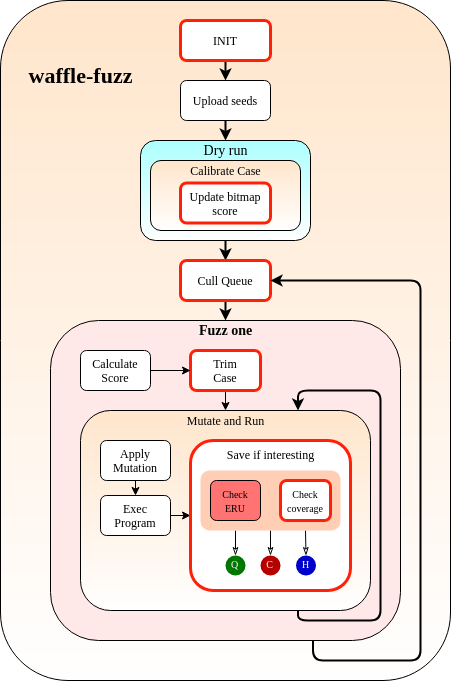 INIT
waffle-fuzz
Upload seeds
Dry run
Calibrate Case
Update bitmap
score
Cull Queue
Fuzz one
Calculate
Score
Trim
Case
Mutate and Run
Apply
Mutation
Save if interesting
Check
ERU
Check
coverage
Exec
Program
Q
C
H